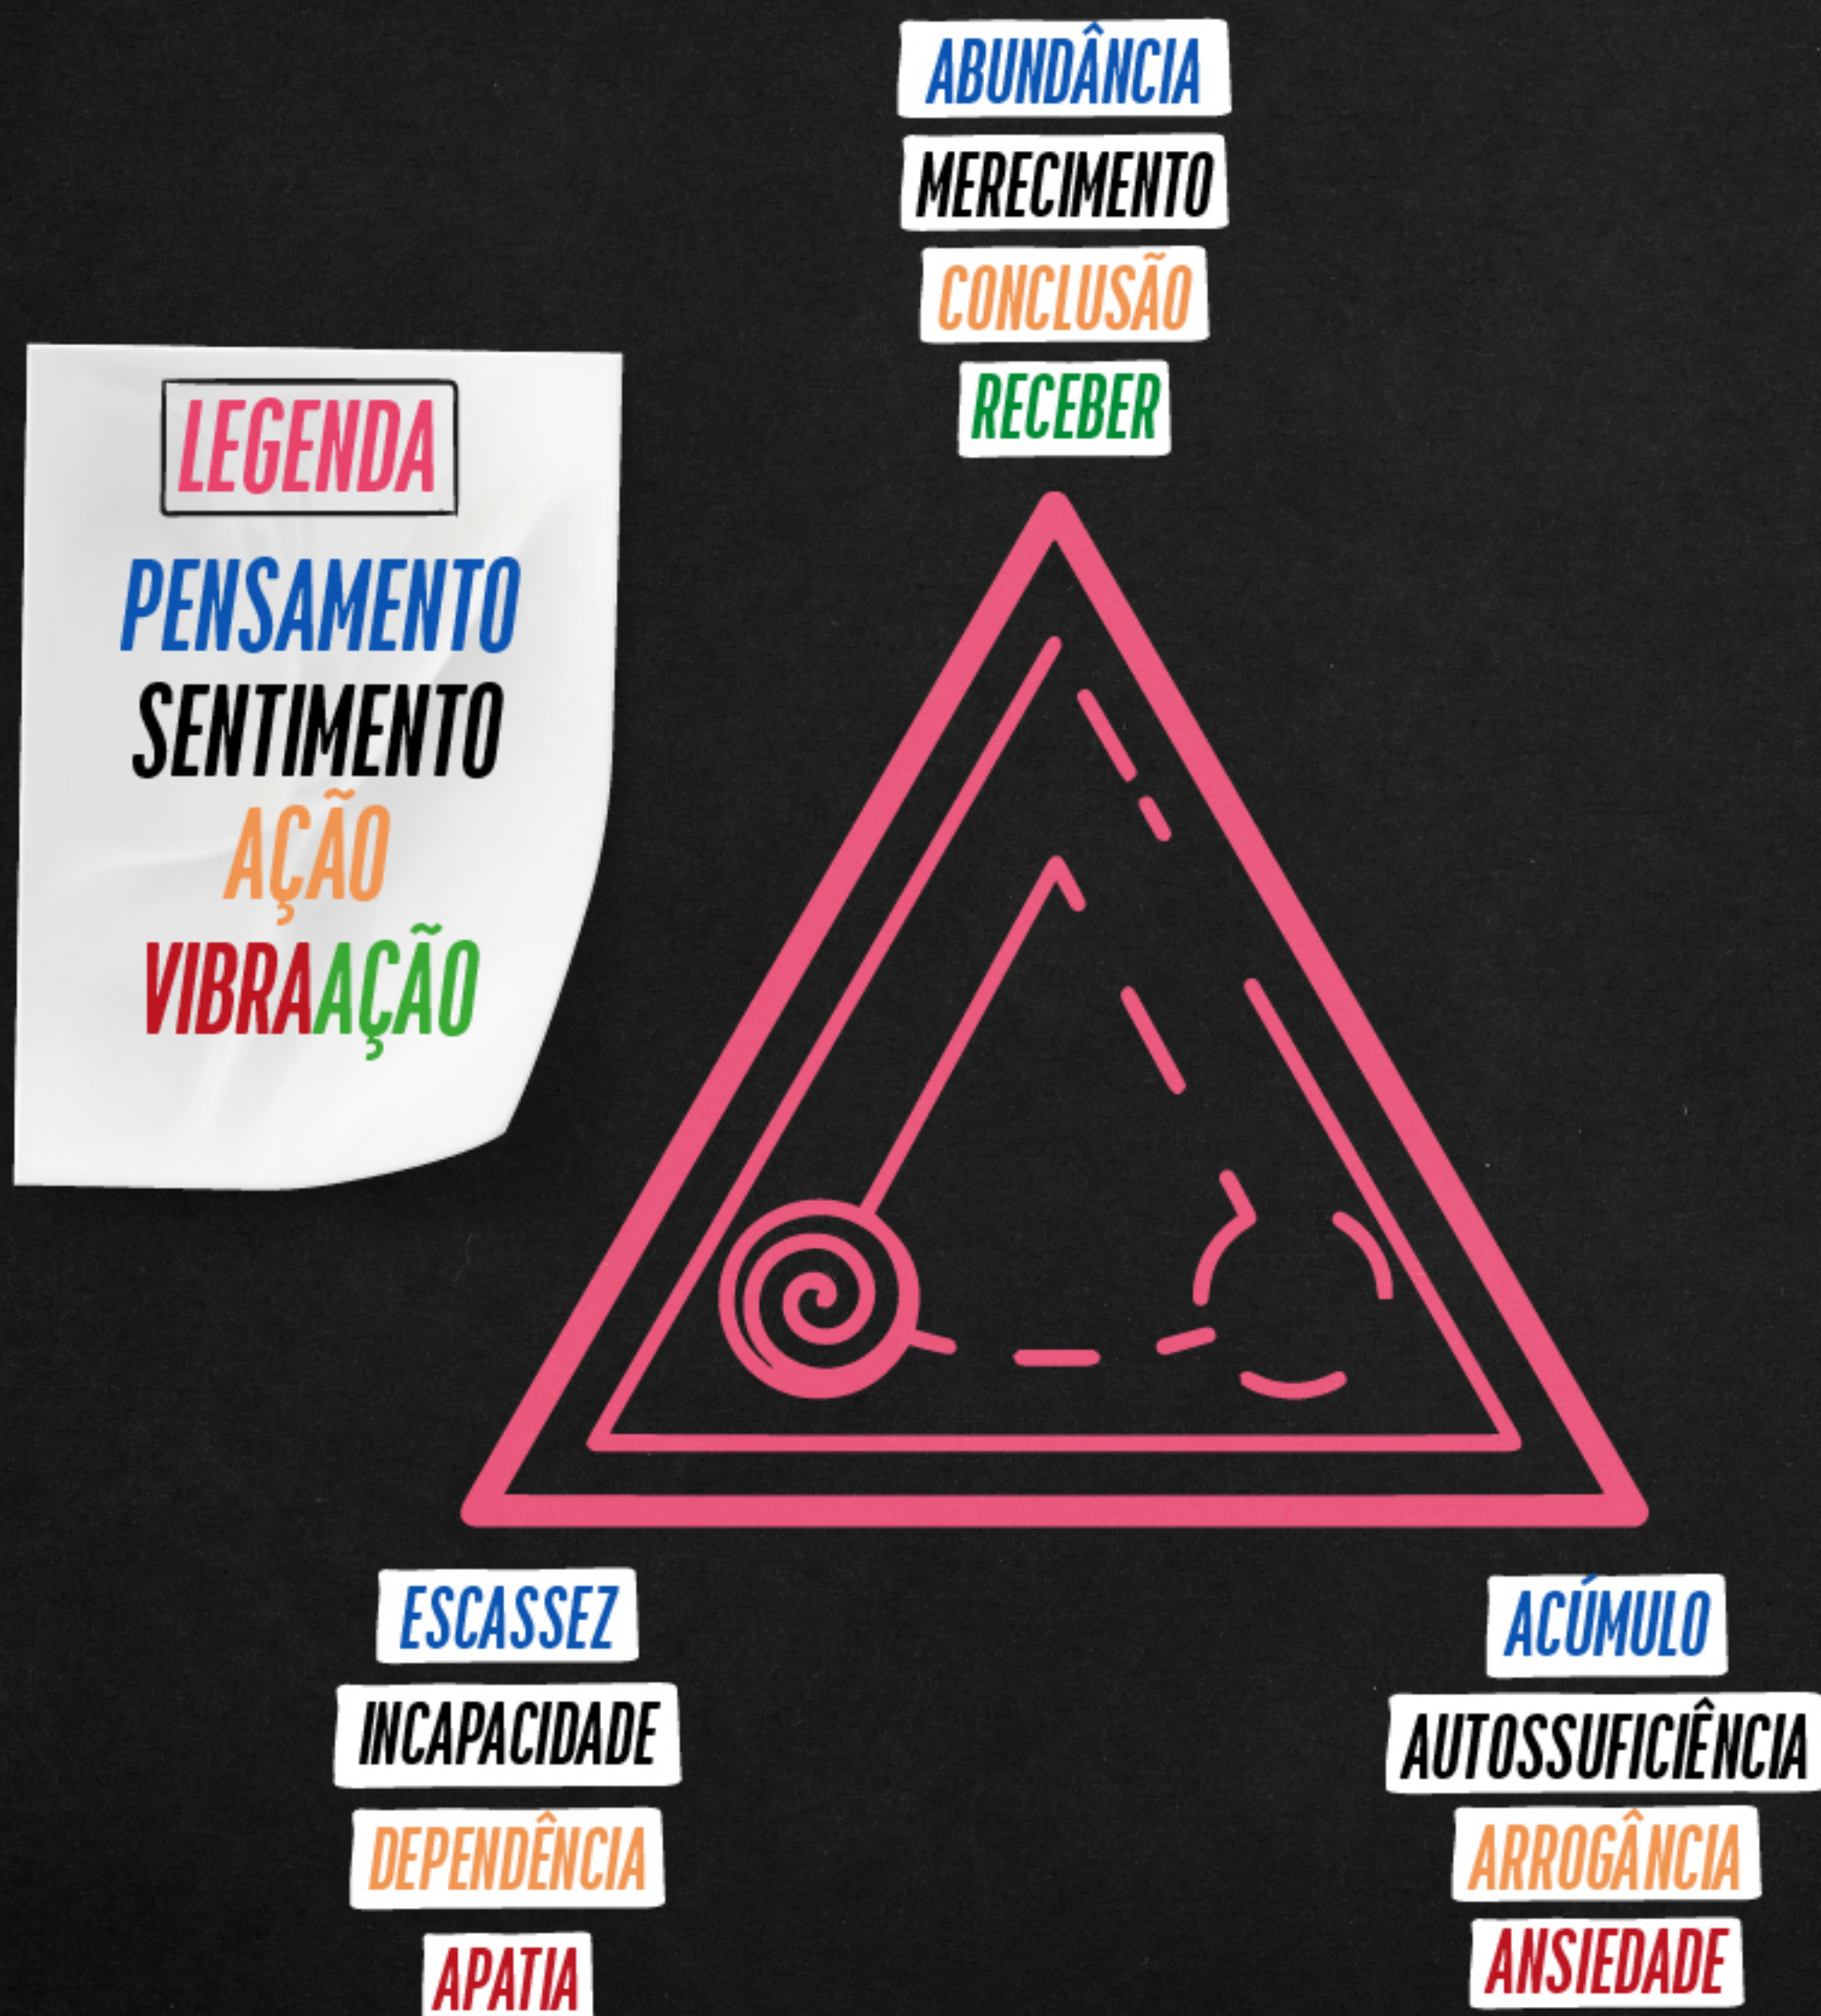 ABUNDÂNCIA
MERECIMENTO
CONCLUSÃO
RECEBER
LEGENDA
PENSAMENTO
SENTIMENTO
AÇÃO
VIBRAAÇÃO
ESCASSEZ
INCAPACIDADE
DEPENDÊNCIA
APATIA
ACÚMULO
AUTOSSUFICIÊNCIA
ARROGÂNCIA
ANSIEDADE